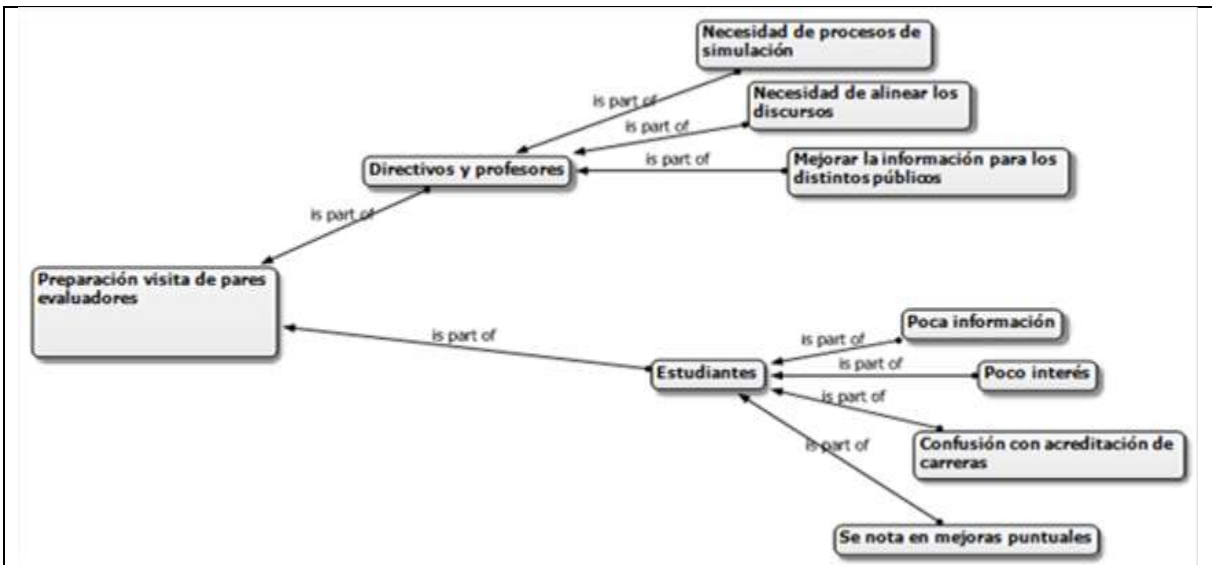 Necesidad de procesos de
simulación
is part of
Necesidad de alinear los
discursos
is part of
is part of
Mejorar la información para los
distintos públicos
Directivos y profesores
is part of
Preparación visita de pares
evaluadores
is part of
Poca información
is part of
Estudiantes
is part of
Poco interés
is part of
Confusión con acreditación de
carreras
is part of
Se nota en mejoras puntuales